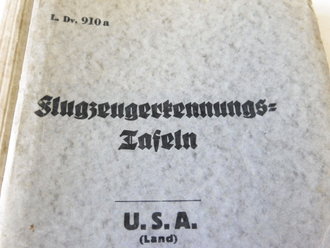 L. Dv. 910a
Flugzeugerkennungs=
Tafeln
U. S. A.
(Land)